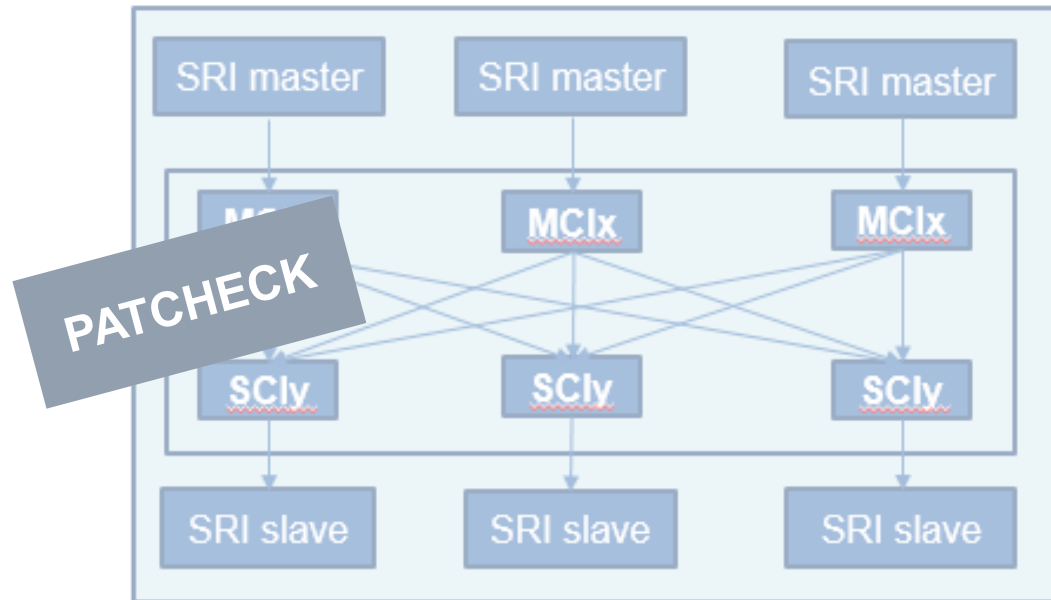 SRI master SRI master SRI master
MCIx MCIx
PATCHECK
SCIy SCIy SCIy
SRI slave SRI slave SRI slave